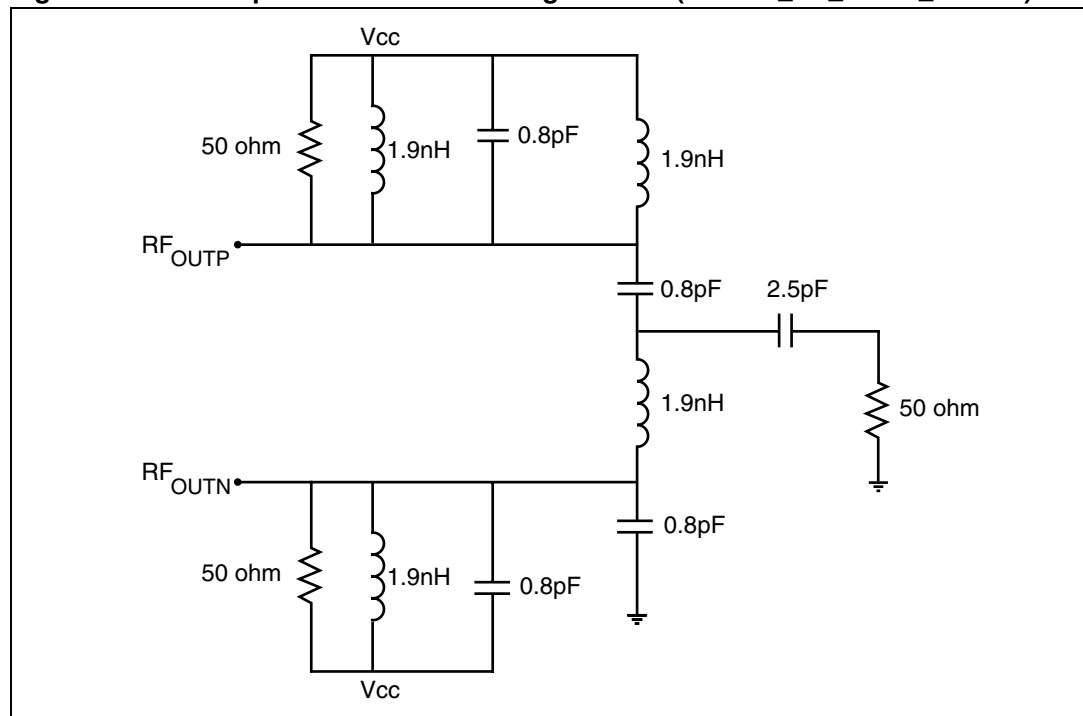 Vcc
50 ohm
1.9nH
0.8pF
1.9nH
RFOUTP
0.8pF
2.5pF
1.9nH
50 ohm
RFOUTN
0.8pF
50 ohm
1.9nH
0.8pF
Vcc